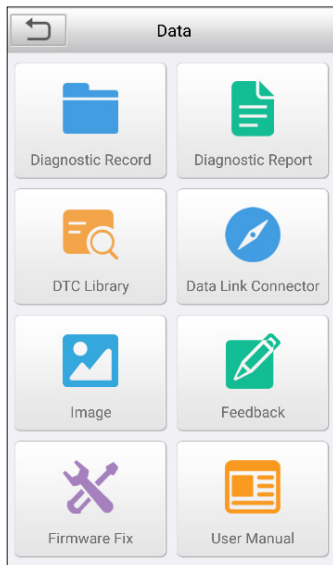 Data
Diagnostic Record
Diagnostic Report
DTC Library
Data Link Connector
Image
Feedback
Firmware Fix
User Manual